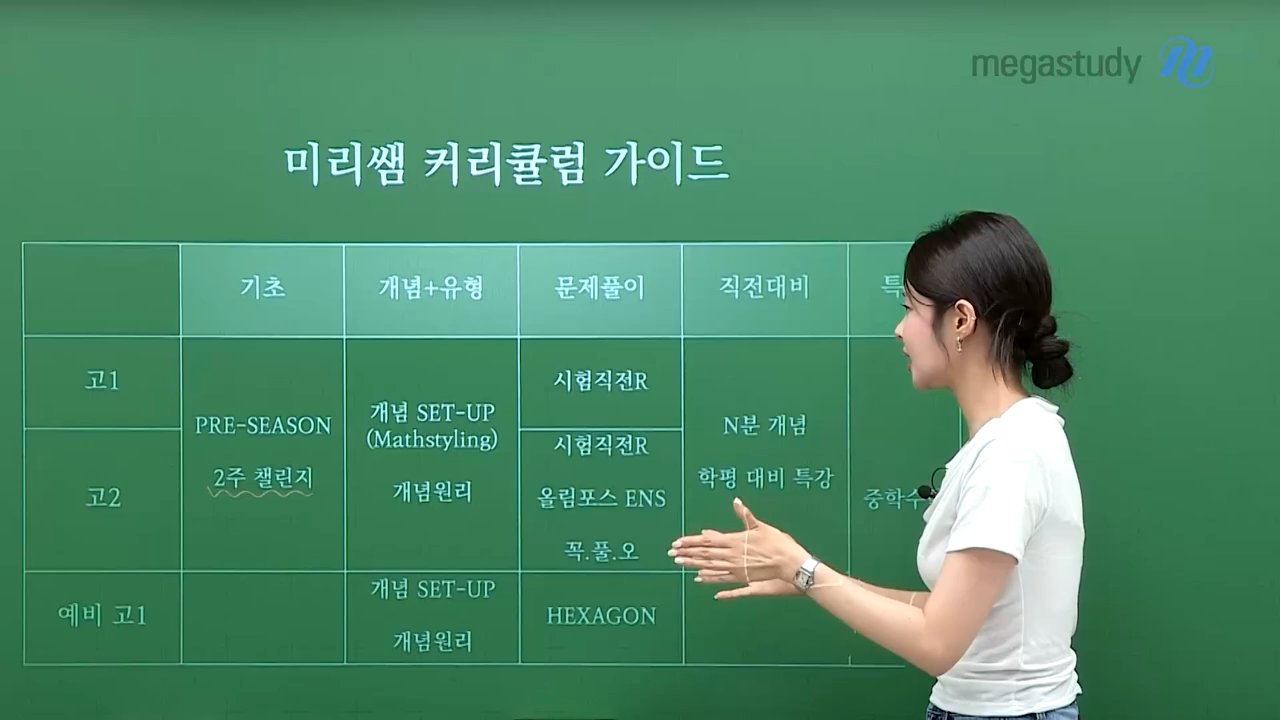 megastudy
미리쌤 커리큘럼 가이드
기초 개념+유형 문제풀이 직전대비
고1
PRE-SEASON
2주 챌린지
개념 SET-UP
(Mathstyling)
개념원리
시험직전R
N분 개념
학평 대비 특강
고2
시험직전R
올림포스 ENS
꼭.풀.오
예비 고1
개념 SET-UP
개념원리
HEXAGON